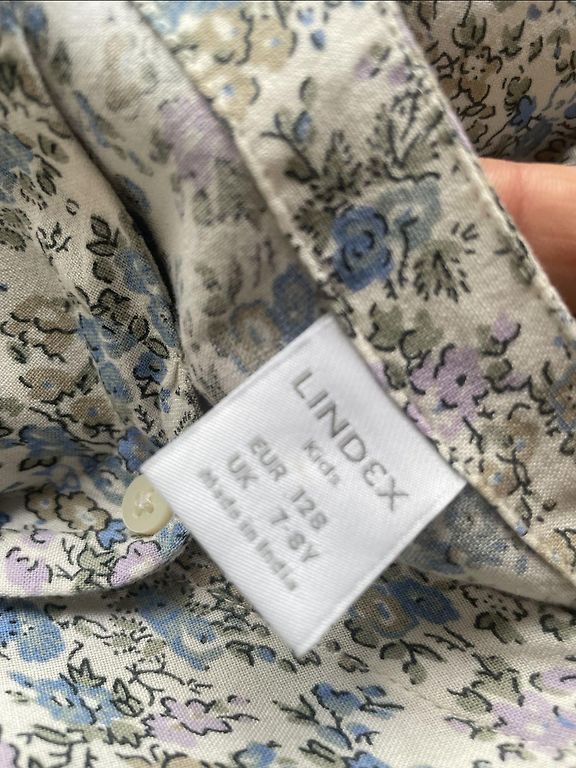 LINDEX
Kids
EUR 128
UK 7-8Y
Made in India